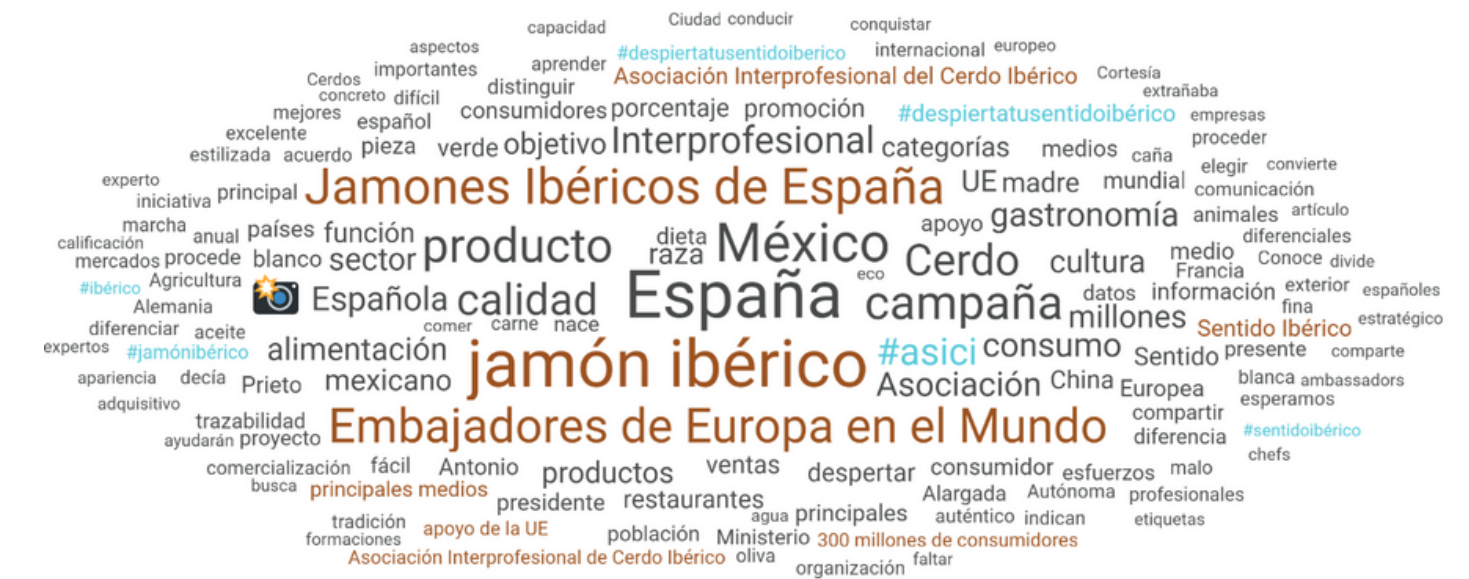 Ciudad conducir
capacidad
conquistar
aspectos
#despiertatusentidoiberico
internacional europeo
importantes
aprender
Asociación Interprofesional del Cerdo Ibérico
Cortesía
Cerdos
distinguir
extrañaba
concreto difícil
consumidores porcentaje promoción
#despiertatusentidoibérico
empresas
mejores español
excelente
objetivo Interprofesional categorías
proceder
estilizada acuerdo pieza verde
medios caña
elegir convierte
experto
principal Jamones Ibéricos de España UE madre mundial
comunicación
iniciativa
marcha
apoyo gastronomía animales artículo
anual países función
producto dieta México
diferenciales
calificación
raza
Cerdo cultura medio
Conoce divide
mercados procede blanco sector
Francia
#ibérico Agricultura
eco
exterior españoles
Española calidad España campaña datos información
Alemania
fina
millones
diferenciar aceite
comer carne nace
Sentido Ibérico estratégico
expertos #jamónibérico alimentación jamón ibérico #asici consumo Sentido presente comparte
apariencia decía Prieto mexicano
Asociación China Europea blanca ambassadors
adquisitivo
esperamos
trazabilidad
Embajadores de Europa en el Mundo
compartir
ayudarán proyecto
diferencia #sentidoibérico
chefs
comercialización fácil Antonio productos ventas despertar consumidor esfuerzos malo
busca principales medios
presidente restaurantes
Alargada Autónoma profesionales
tradición
agua principales auténtico indican etiquetas
apoyo de la UE
formaciones
población Ministerio 300 millones de consumidores
Asociación Interprofesional de Cerdo Ibérico oliva
faltar
organización